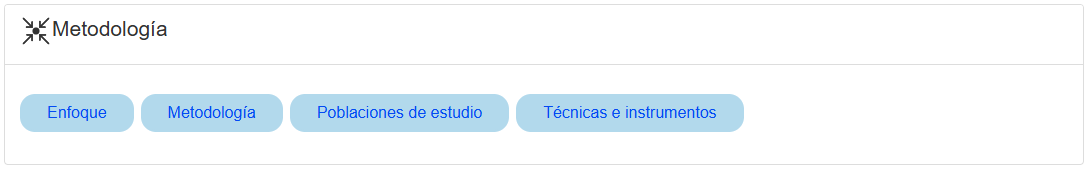 Metodología
Enfoque Metodología Poblaciones de estudio Técnicas e instrumentos